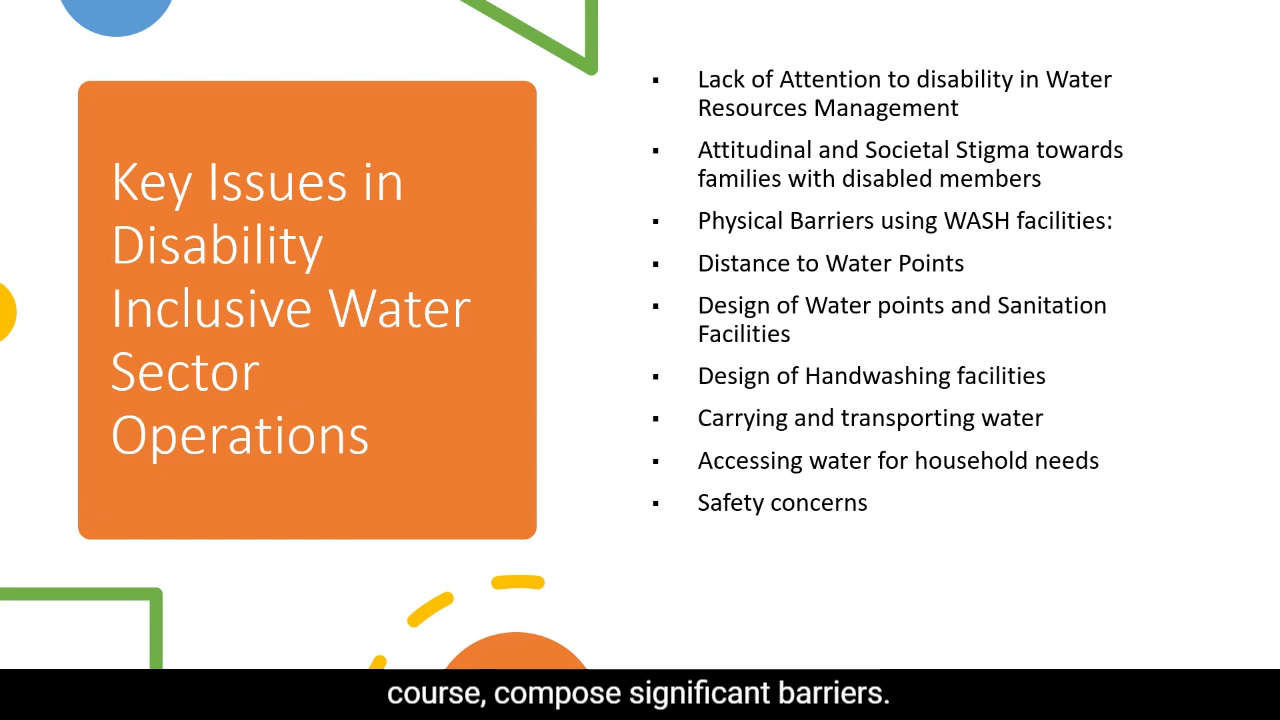 Key Issues in
Disability
Inclusive Water
Sector
Operations
▪ Lack of Attention to disability in Water
Resources Management
▪ Attitudinal and Societal Stigma towards
families with disabled members
▪ Physical Barriers using WASH facilities:
▪ Distance to Water Points
▪ Design of Water points and Sanitation
Facilities
▪ Design of Handwashing facilities
▪ Carrying and transporting water
▪ Accessing water for household needs
▪ Safety concerns
course, compose significant barriers.